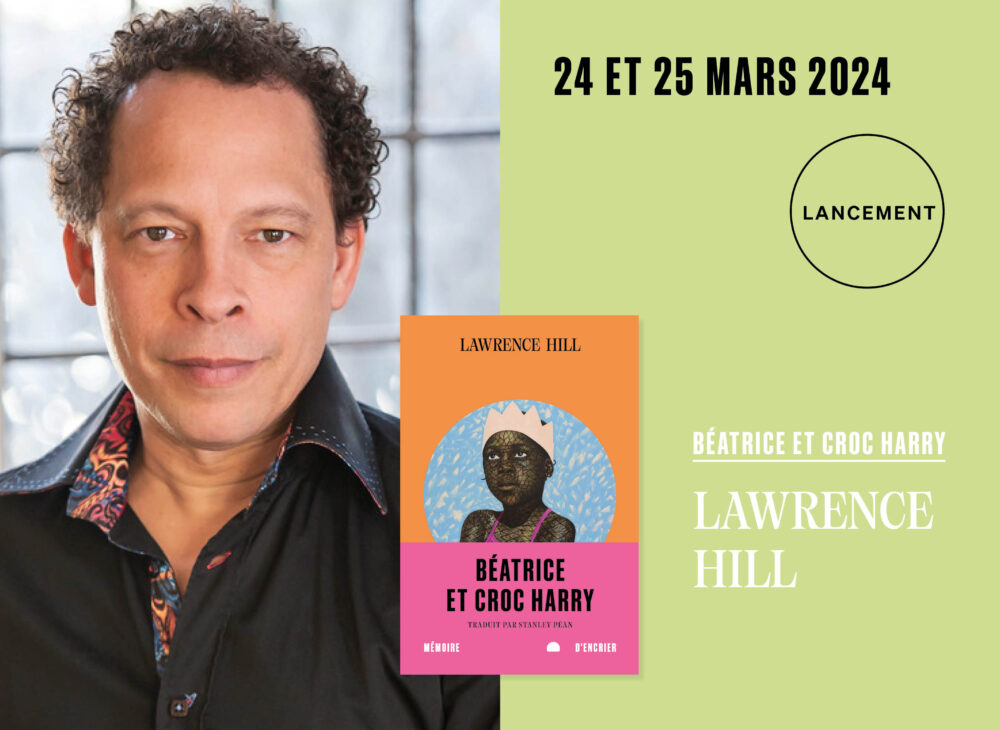 24 ET 25 MARS 2024
LANCEMENT
LAWRENCE HILL
BÉATRICE
ET CROC HARRY
TRADUIT PAR STANLEY PÉAN
MÉMOIRE D'ENCRIER
BÉATRICE ET CROC HARRY
LAWRENCE
HILL